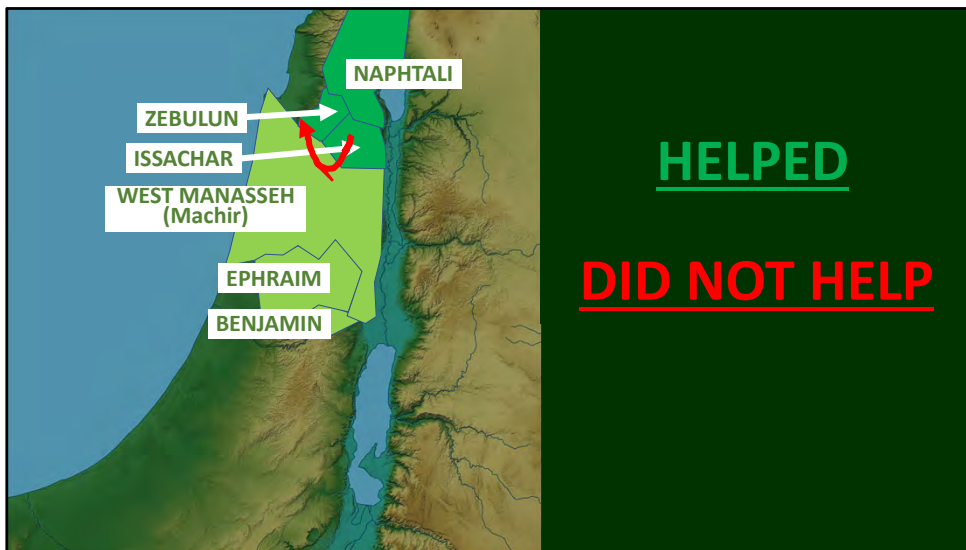 NAPHTALI
ZEBULUN
ISSACHAR
WEST MANASSEH
(Machir)
EPHRAIM
BENJAMIN
HELPED
DID NOT HELP